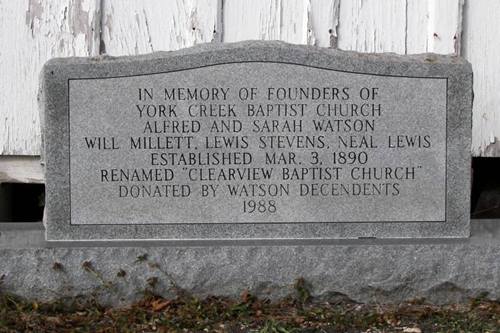 IN MEMORY OF FOUNDERS OF
YORK CREEK BAPTIST CHURCH
ALFRED AND SARAH WATSON
WILL MILLETT, LEWIS STEVENS, NEAL LEWIS
ESTABLISHED MAR. 3, 1890
RENAMED "CLEARVIEW BAPTIST CHURCH"
DONATED BY WATSON DECENDENTS
1988